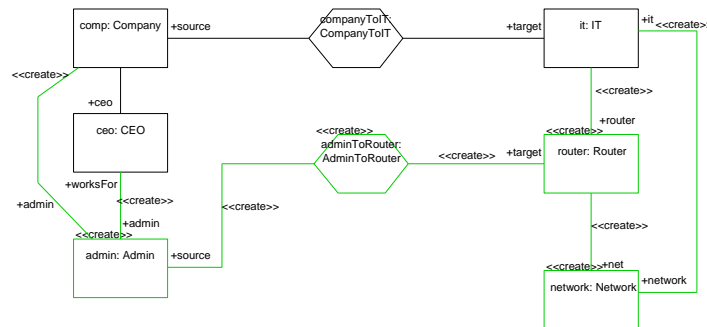 comp: Company
+source
companyToIT:
CompanyToIT
+target
it: IT
+it
<<create>>
<<create>>
+ceo
<<create>>
+router
ceo: CEO
<<create>>
adminToRouter:
AdminToRouter
<<create>>
+target
<<create>>
router: Router
+worksFor
<<create>>
+admin
+admin
<<create>>
<<create>>
<<create>>
admin: Admin
+source
<<create>>
+net
+network
network: Network